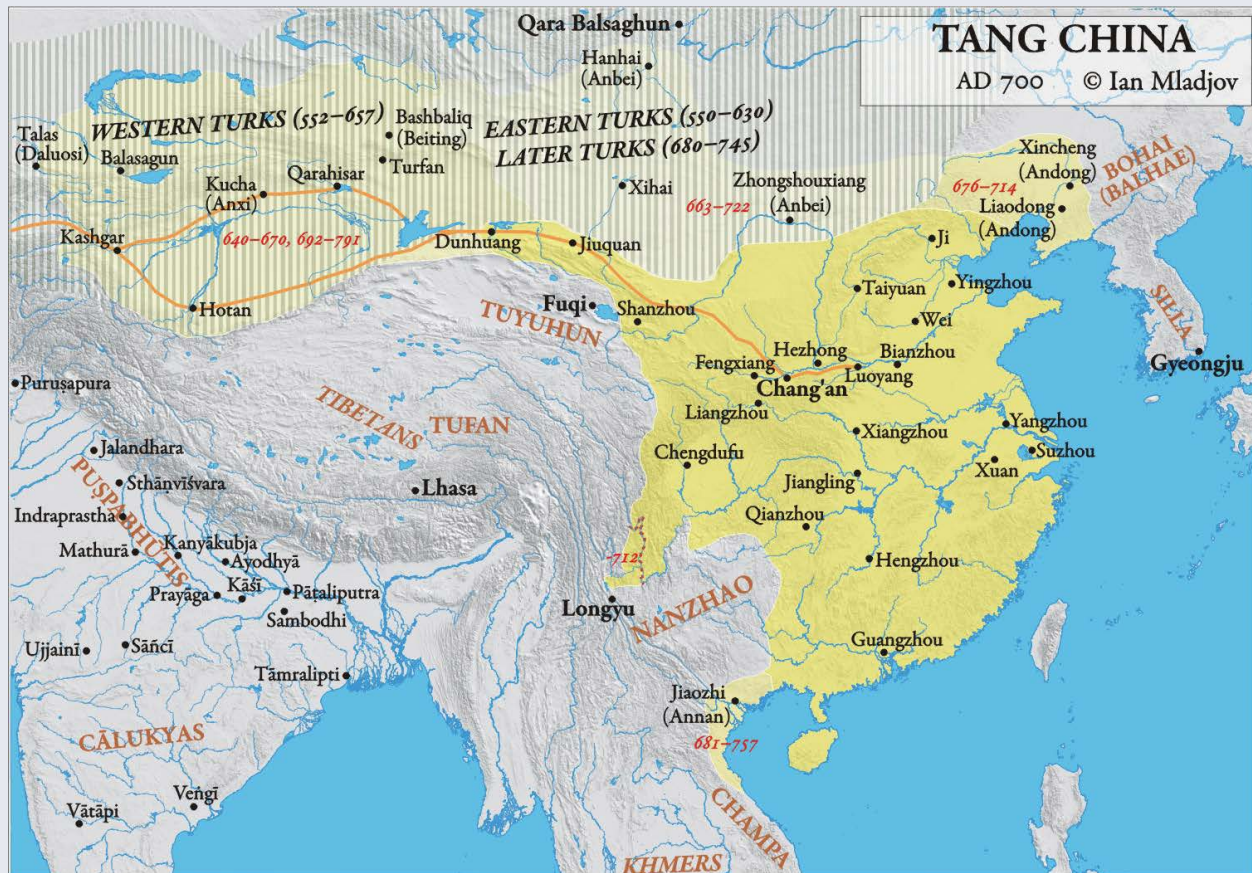 TANG CHINA
AD 700 © Ian Mladjov
Qara Balsaghun
Hanhai
(Anbei)
WESTERN TURKS (552–657)
EASTERN TURKS (550–630)
LATER TURKS (680–745)
Talas
(Daluosi)
Balasagun
Bashbaliq
(Beiting)
Turfan
Qarahisar
Kucha
(Anxi)
Xihai
Zhongshouxiang
(Anbei)
663–722
676–714
Xincheng
(Andong)
Liaodong
(Andong)
BOHAI
(BALHAE)
Kashgar
640–670, 692–791
Dunhuang
Jiuquan
Ji
Hotan
TUYUHUN
Fuqi
Shanzhou
Taiyuan
Yingzhou
Wei
SILLA
Gyeongju
Fengxiang
Hezhong
Bianzhou
Chang'an
Luoyang
Liangzhou
Puruṣapura
TIBETANS
TUFAN
Xiangzhou
Yangzhou
Suzhou
Xuan
Jalandhara
PUṢPABHŪTIS
Sthāṇvīśvara
Chengdufu
Jiangling
Lhasa
Indraprastha
Qianzhou
Mathurā
Kanyākubja
Ayodhyā
-712
Hengzhou
Prayāga
Kāśī
Pāṭaliputra
Sambodhi
Longyu
NANZHAO
Ujjainī
Sāñcī
Guangzhou
Tāmralipti
Jiaozhi
(Annan)
681–757
CĀLUKYAS
Veṅgī
Vātāpi
CHAMPA
KHMERS